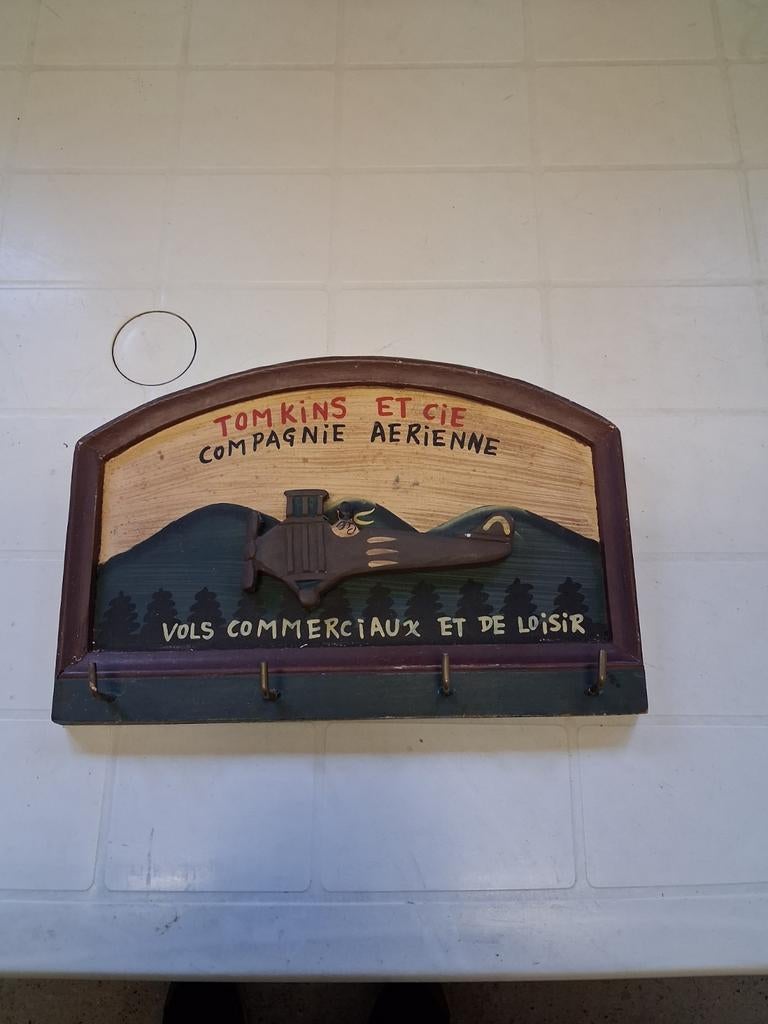 TOMKiNS ET CiE
COMPAGNiE AERiENNE
VOLS COMMERCiAUX ET DE LOiSiR